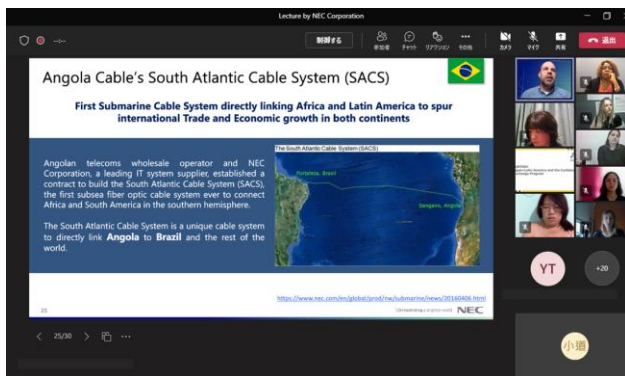 Lecture by NEC Corporation
制御する
参加者
チャット
リアクション
その他
カメラ
マイク
共有
退出
Angola Cable's South Atlantic Cable System (SACS)
First Submarine Cable System directly linking Africa and Latin America to spur
international Trade and Economic growth in both continents
Angolan telecoms wholesale operator and NEC
Corporation, a leading IT system supplier, established a
contract to build the South Atlantic Cable System (SACS),
the first subsea fiber optic cable system ever to connect
Africa and South America in the southern hemisphere.
The South Atlantic Cable System is a unique cable system
to directly link Angola to Brazil and the rest of the
world.
The South Atlantic Cable System (SACS)
Fortaleza, Brazil
Sangano, Angola
https://www.nec.com/en/global/prod/nw/submarine/news/20160406.html
25
NEC
25/30
YT
+20
小道